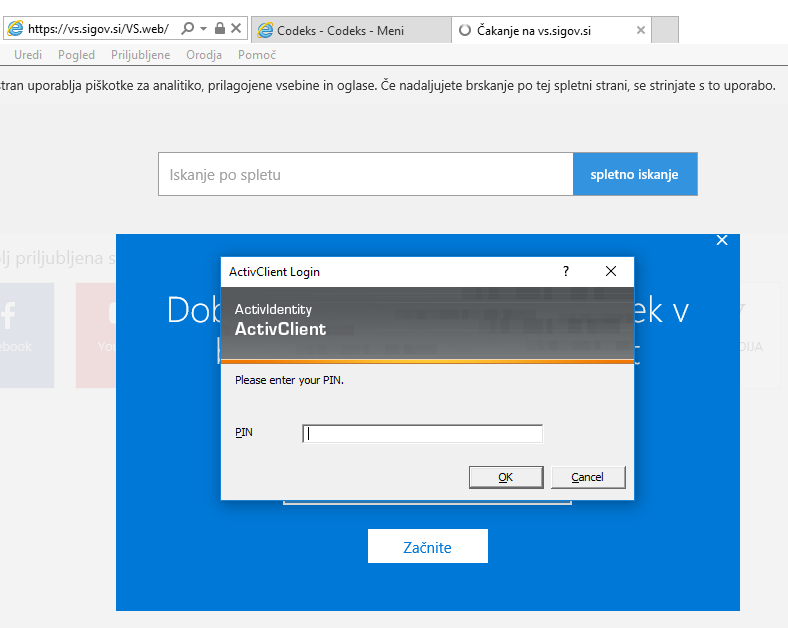 https://vs.sigov.si/VS.web/
Codeks - Codeks - Meni
Čakanje na vs.sigov.si
Uredi Pogled Priljubljene Orodja Pomoč
tran uporablja piškotke za analitiko, prilagojene vsebine in oglase. Če nadaljujete brskanje po tej spletni strani, se strinjate s to uporabo.
Iskanje po spletu
spletno iskanje
lj priljubljena s
ebook
You
DIJA
Dob
ek v
ActivClient Login
?
ActivIdentity
ActivClient
Please enter your PIN.
PIN
OK
Cancel
Začnite